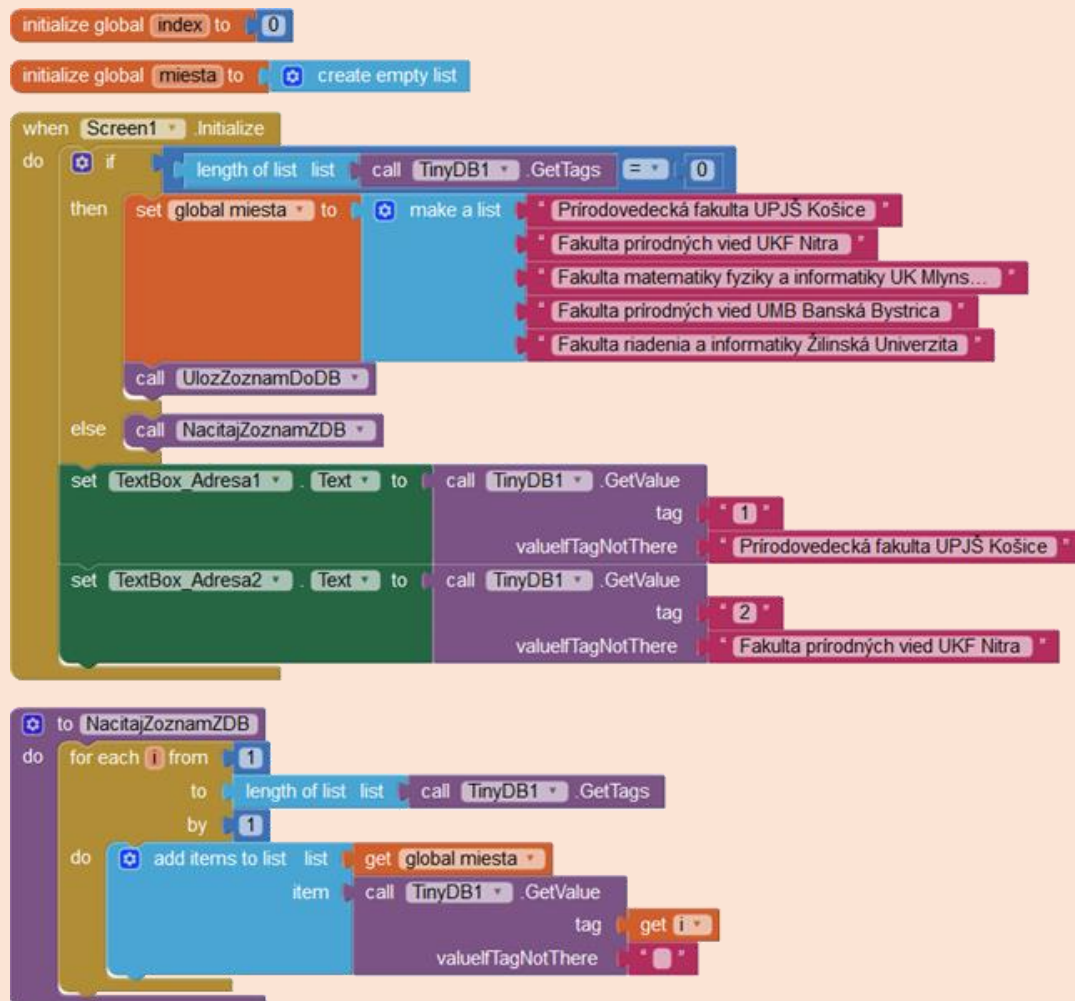 initialize global index to 0
initialize global miesta to create empty list
when Screen1 .Initialize
do if length of list list call TinyDB1 .GetTags = 0
then set global miesta to make a list " Prírodovedecká fakulta UPJŠ Košice "
" Fakulta prírodných vied UKF Nitra "
" Fakulta matematiky fyziky a informatiky UK Mlyns... "
" Fakulta prírodných vied UMB Banská Bystrica "
" Fakulta riadenia a informatiky Žilinská Univerzita "
call UlozZoznamDoDB
else call NacitajZoznamZDB
set TextBox_Adresa1 . Text to call TinyDB1 .GetValue
tag " 1 "
valueIfTagNotThere " Prírodovedecká fakulta UPJŠ Košice "
set TextBox_Adresa2 . Text to call TinyDB1 .GetValue
tag " 2 "
valueIfTagNotThere " Fakulta prírodných vied UKF Nitra "
to NacitajZoznamZDB
do for each i from 1
to length of list list call TinyDB1 .GetTags
by 1
do add items to list list get global miesta
item call TinyDB1 .GetValue
tag get i
valueIfTagNotThere " "